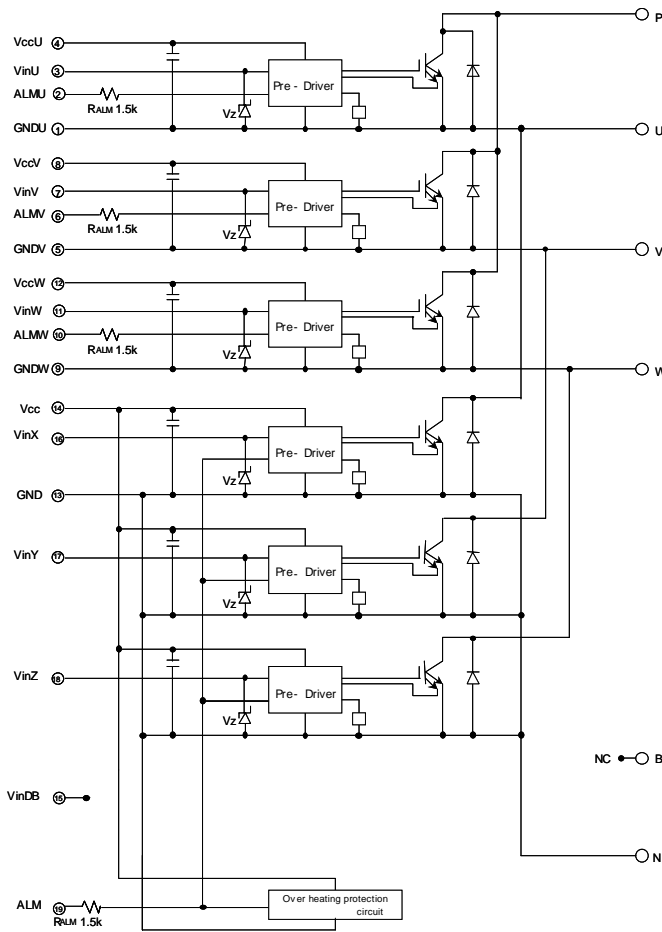 P
VccU 4
VinU 3
Pre- Driver
ALMU 2
RALM 1.5k
Vz
GNDU 1
U
VccV 8
VinV 7
Pre- Driver
ALMV 6
RALM 1.5k
Vz
GNDV 5
V
VccW 12
VinW 11
Pre- Driver
ALMW 10
RALM 1.5k
Vz
GNDW 9
W
Vcc 14
VinX 16
Pre- Driver
Vz
GND 13
VinY 17
Pre- Driver
Vz
VinZ 18
Pre- Driver
Vz
NC B
VinDB 15
N
Over heating protection
circuit
ALM 19
RALM 1.5k